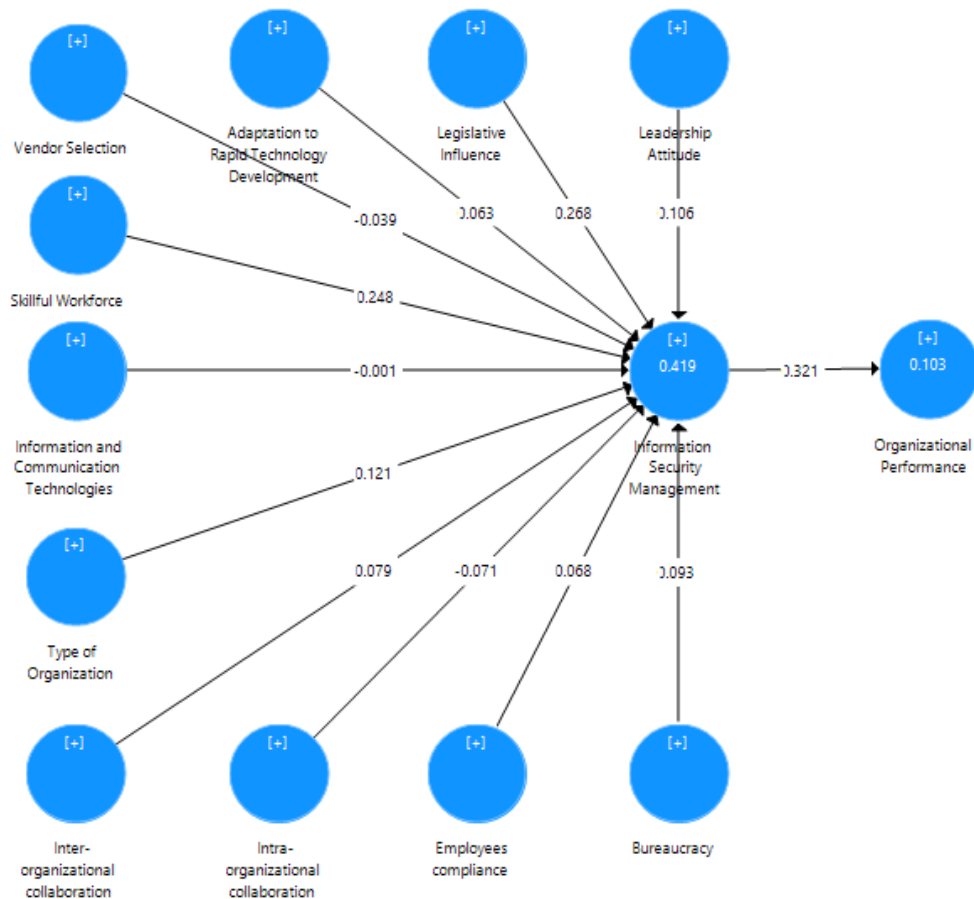 [+]
[+]
[+]
[+]
Vendor Selection
Adaptation to
Rapid Technology
Development
Legislative
Influence
Leadership
Attitude
[+]
Skillful Workforce
-0.039
0.063
0.268
0.106
0.248
[+]
Information and
Communication
Technologies
-0.001
[+]
0.419
Information
Security
Management
0.321
[+]
0.103
Organizational
Performance
0.121
[+]
Type of
Organization
0.079
-0.071
0.068
0.093
[+]
Inter-
organizational
collaboration
[+]
Intra-
organizational
collaboration
[+]
Employees
compliance
[+]
Bureaucracy